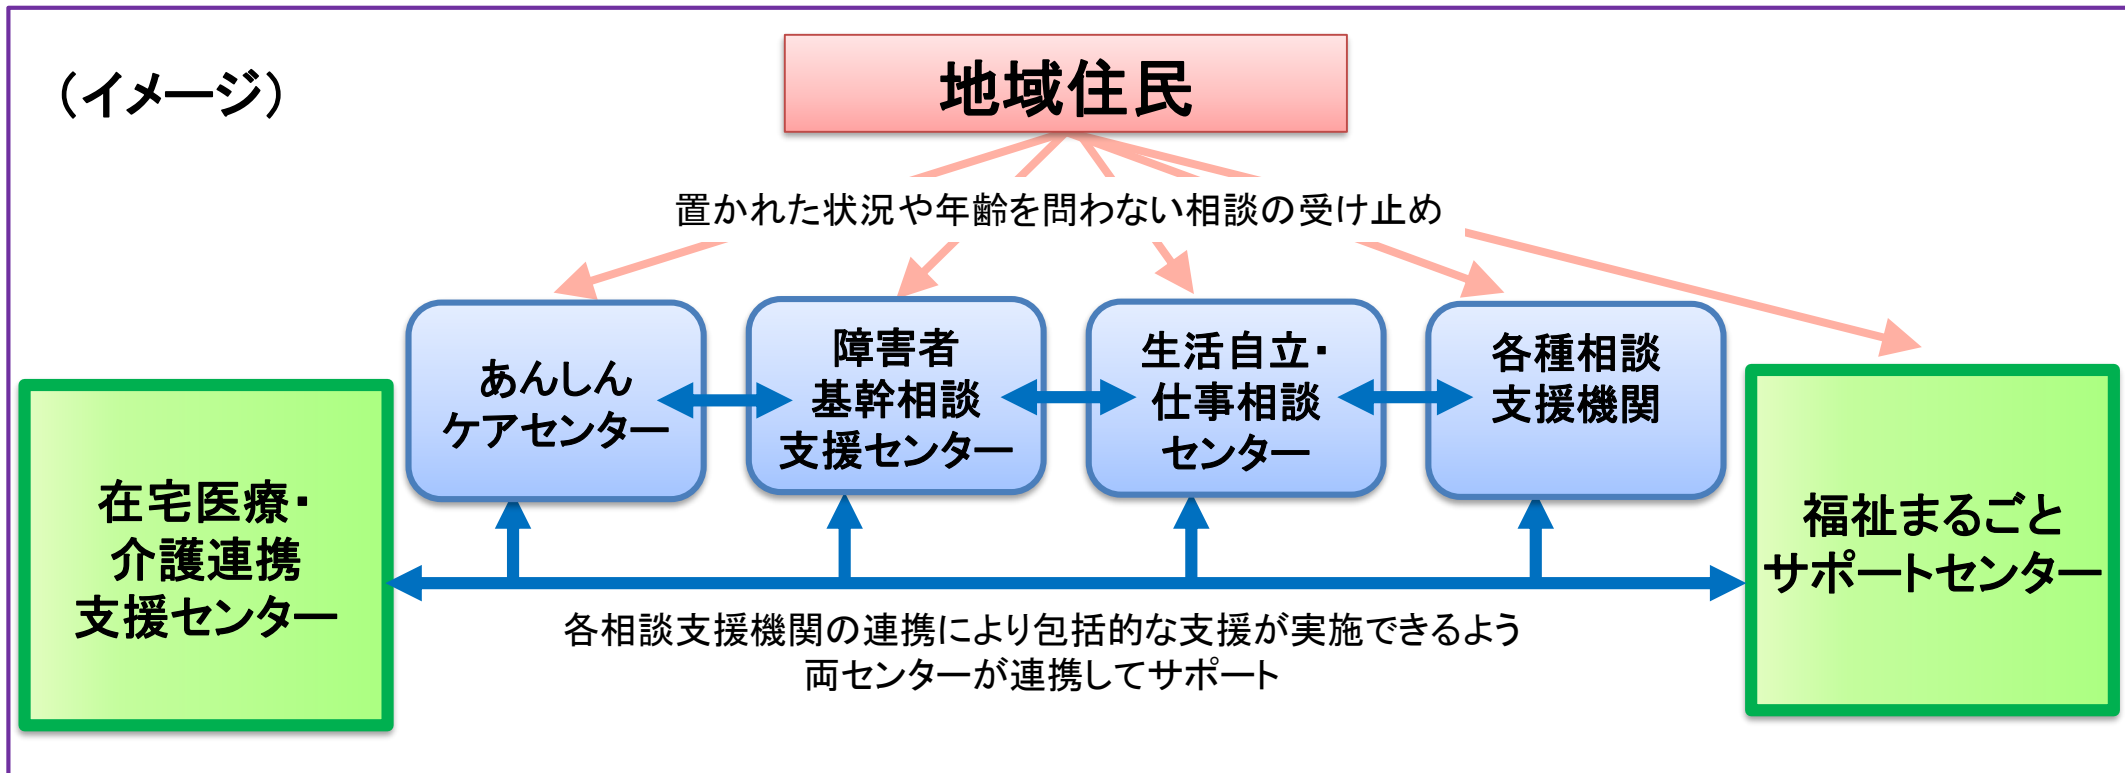 (イメージ)
地域住民
置かれた状況や年齢を問わない相談の受け止め
あんしん
ケアセンター
障害者
基幹相談
支援センター
生活自立・
仕事相談
センター
各種相談
支援機関
在宅医療・
介護連携
支援センター
福祉まるごと
サポートセンター
各相談支援機関の連携により包括的な支援が実施できるよう
両センターが連携してサポート